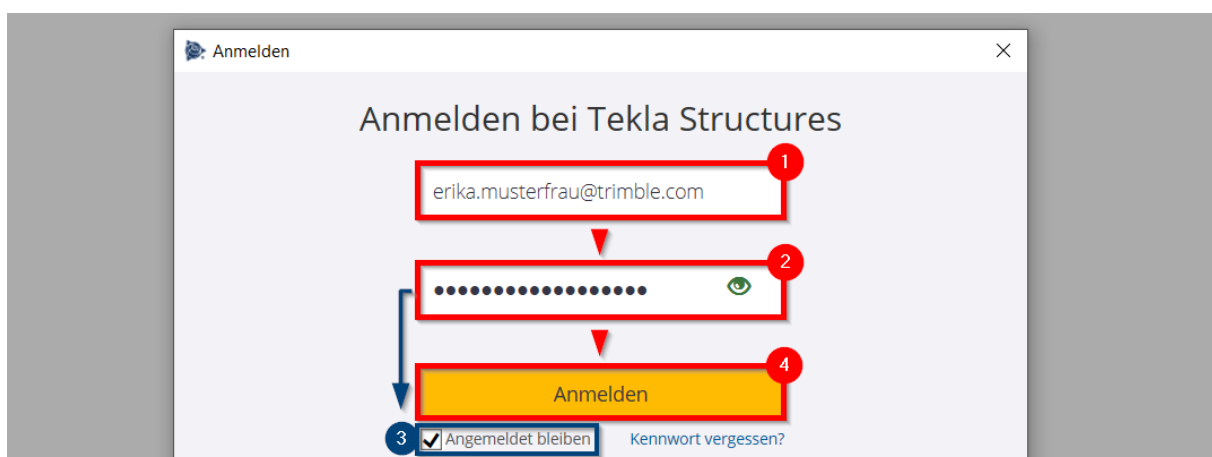 Anmelden
Anmelden bei Tekla Structures
1
erika.musterfrau@trimble.com
2
••••••••••••••••••
4
Anmelden
3 Angemeldet bleiben Kennwort vergessen?